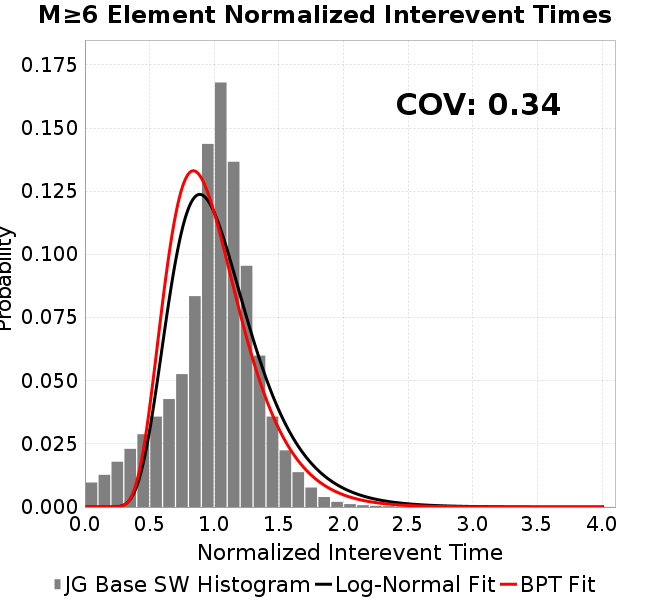 M≥6 Element Normalized Interevent Times
COV: 0.34
Probability
0.175
0.150
0.125
0.100
0.075
0.050
0.025
0.000
0.0 0.5 1.0 1.5 2.0 2.5 3.0 3.5 4.0
Normalized Interevent Time
JG Base SW Histogram Log-Normal Fit BPT Fit